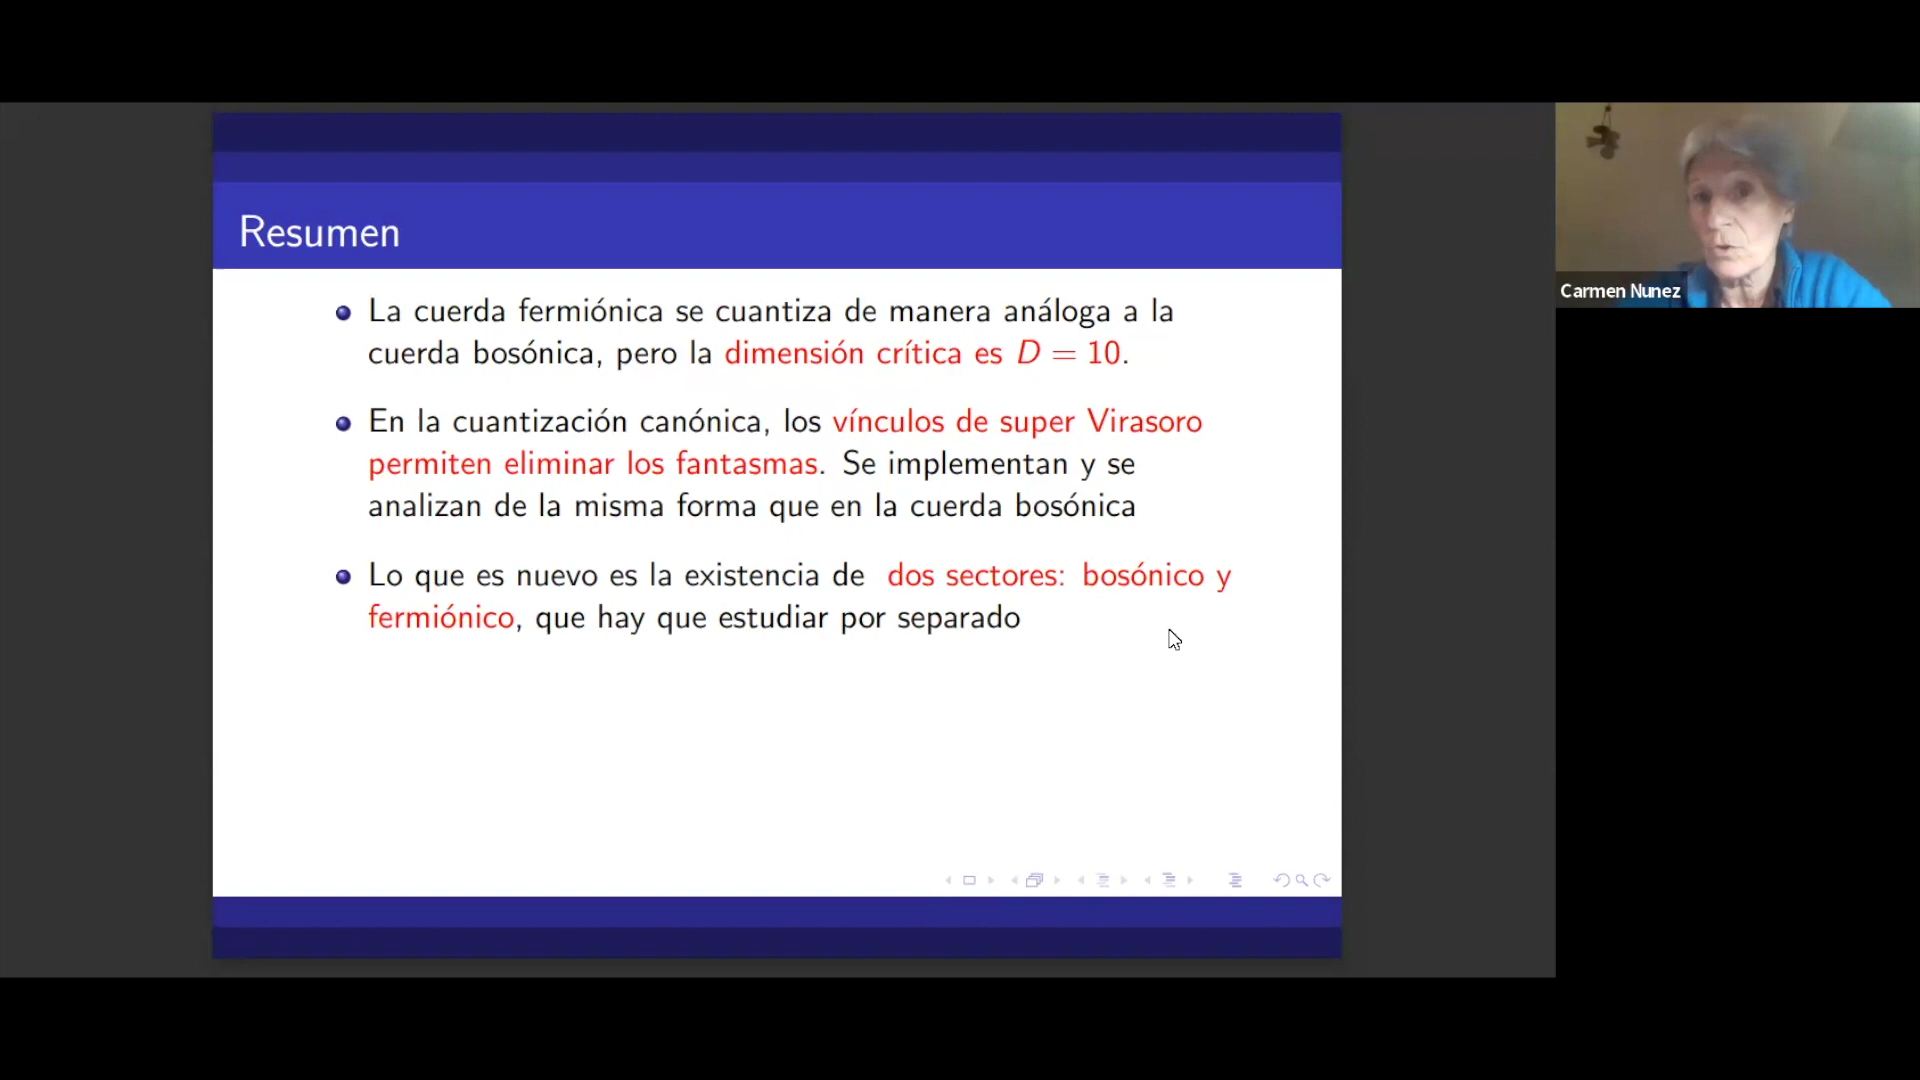 Resumen
La cuerda fermiónica se cuantiza de manera análoga a la
cuerda bosónica, pero la dimensión crítica es D = 10.
En la cuantización canónica, los vínculos de super Virasoro
permiten eliminar los fantasmas. Se implementan y se
analizan de la misma forma que en la cuerda bosónica
Lo que es nuevo es la existencia de dos sectores: bosónico y
fermiónico, que hay que estudiar por separado
Carmen Nunez